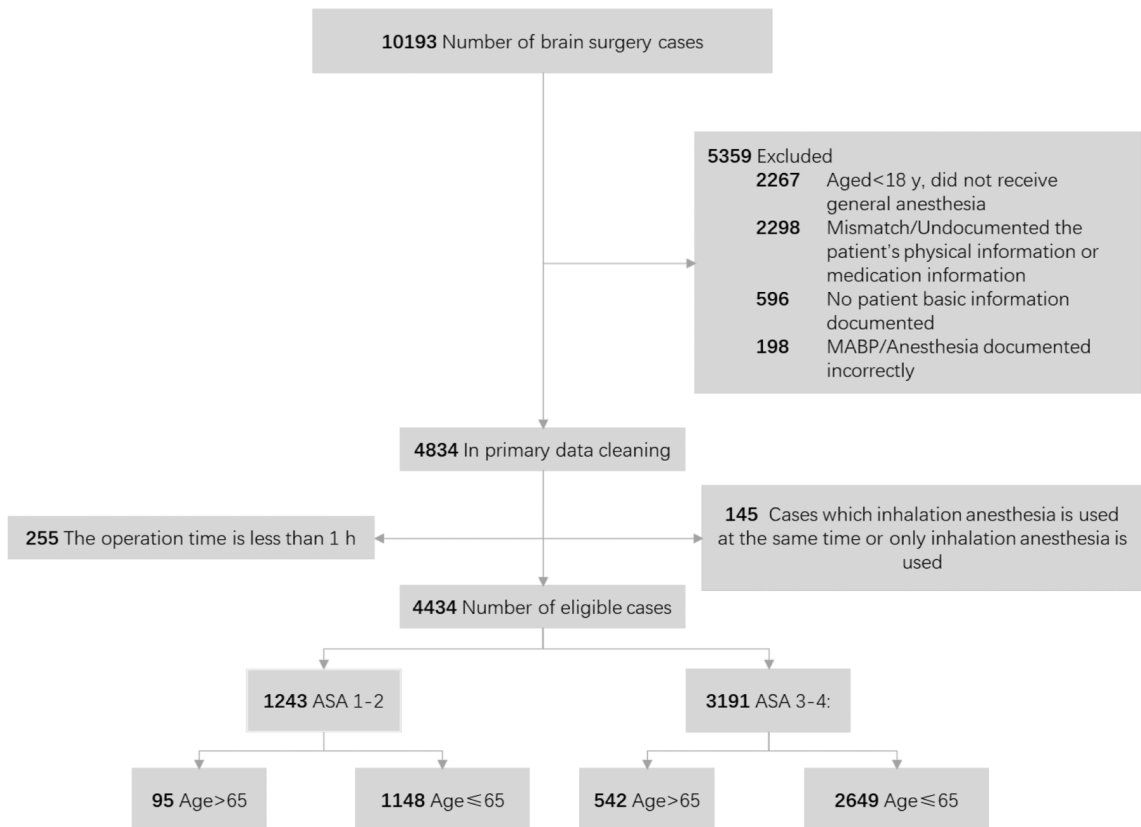 10193 Number of brain surgery cases
5359 Excluded
2267 Aged<18 y, did not receive
general anesthesia
2298 Mismatch/Undocumented the
patient's physical information or
medication information
596 No patient basic information
documented
198 MABP/Anesthesia documented
incorrectly
4834 In primary data cleaning
255 The operation time is less than 1 h
145 Cases which inhalation anesthesia is used
at the same time or only inhalation anesthesia is
used
4434 Number of eligible cases
1243 ASA 1-2
3191 ASA 3-4:
95 Age>65
1148 Age≤65
542 Age>65
2649 Age≤65